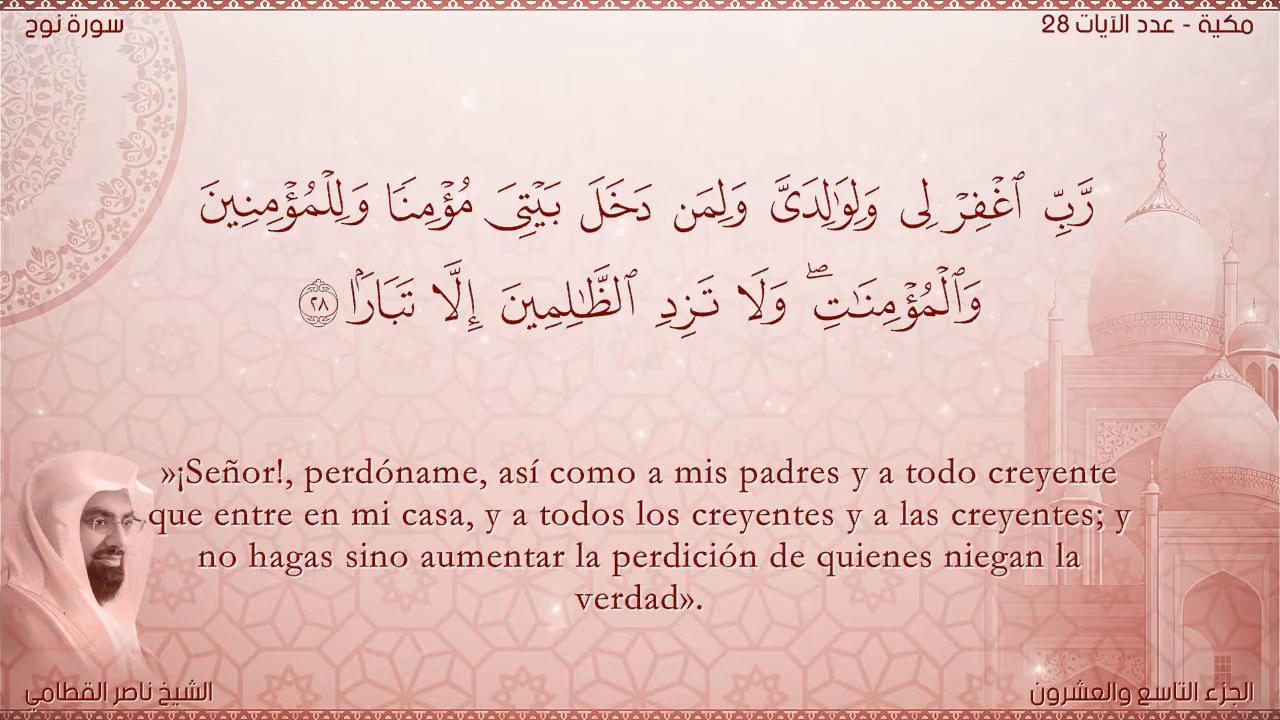 سورة نوح
مكية - عدد الآيات 28
رَّبِّ ٱغۡفِرۡ لِي وَلِوَٰلِدَيَّ وَلِمَن دَخَلَ بَيۡتِيَ مُؤۡمِنٗا وَلِلۡمُؤۡمِنِينَ
وَٱلۡمُؤۡمِنَٰتِۖ وَلَا تَزِدِ ٱلظَّٰلِمِينَ إِلَّا تَبَارَۢا ٢٨
»¡Señor!, perdóname, así como a mis padres y a todo creyente
que entre en mi casa, y a todos los creyentes y a las creyentes; y
no hagas sino aumentar la perdición de quienes niegan la
verdad».
الشيخ ناصر القطامي
الجزء التاسع والعشرون